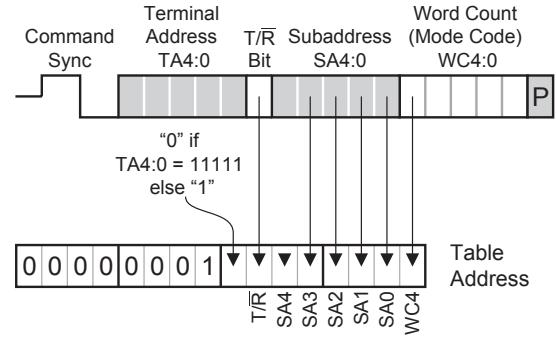 Command
Sync
Terminal
Address
TA4:0
T/R̅
Bit
Subaddress
SA4:0
Word Count
(Mode Code)
WC4:0
P
“0” if
TA4:0 = 11111
else “1”
0 0 0 0 0 0 0 1
Table
Address
T/R̅
SA4
SA3
SA2
SA1
SA0
WC4